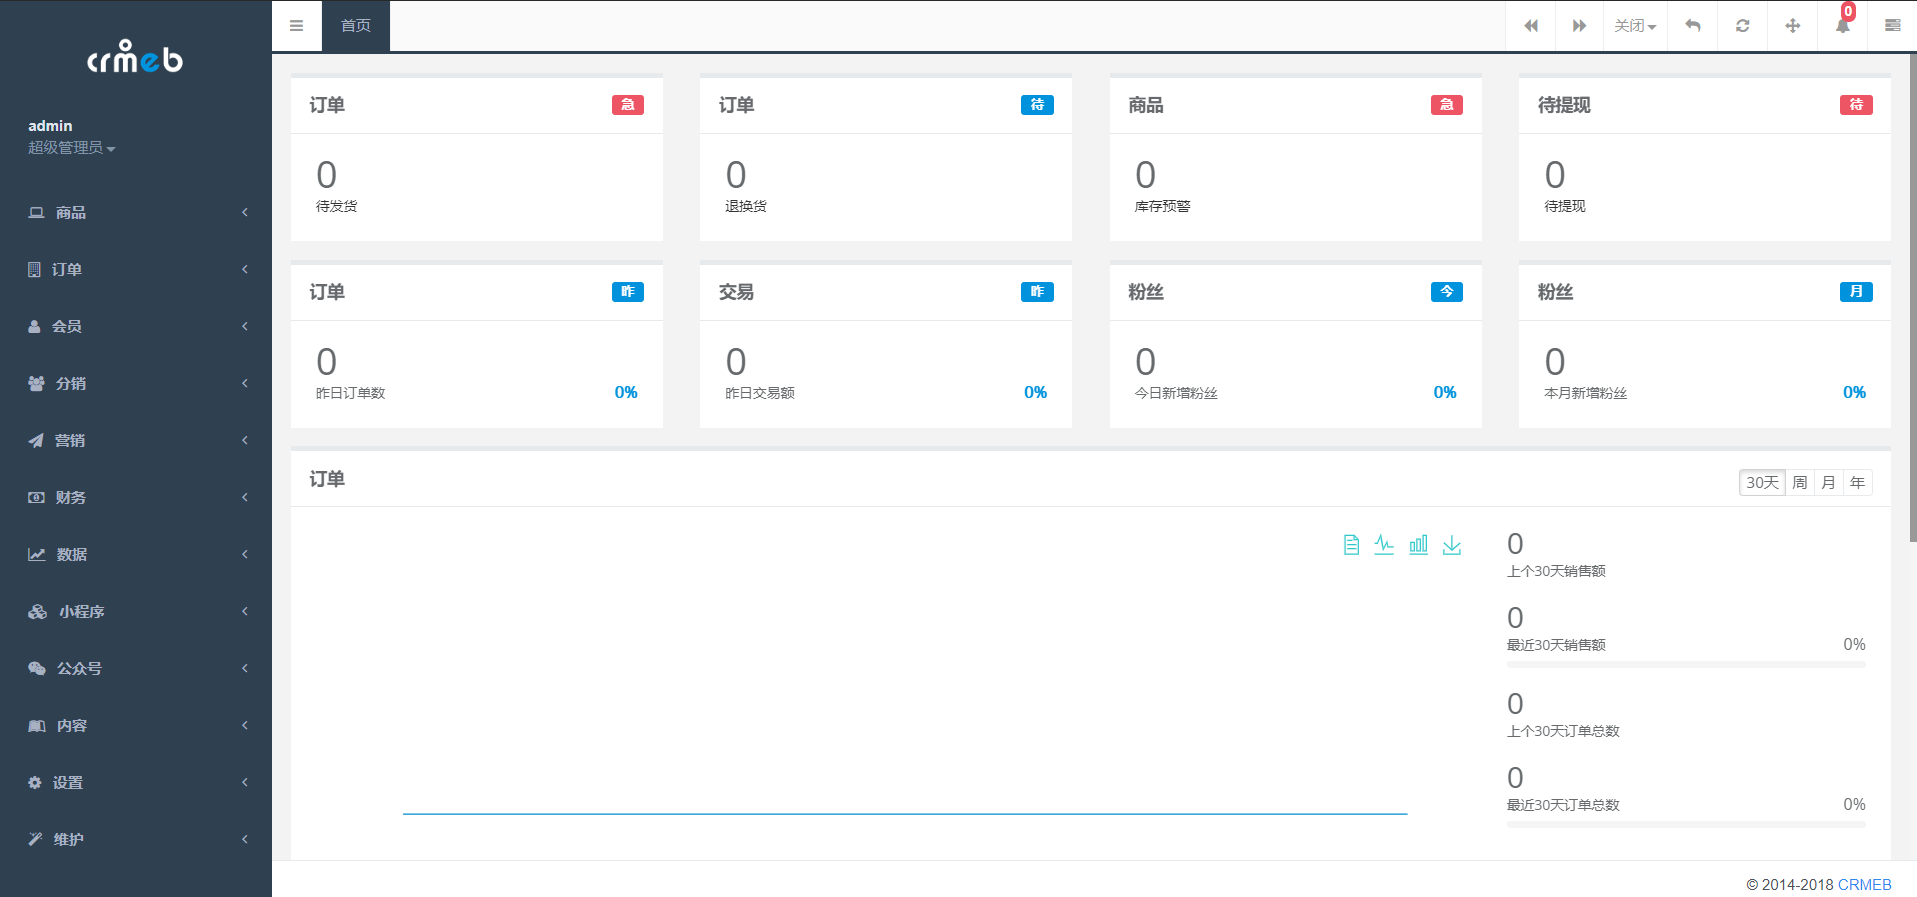 crmeb
admin
超级管理员
商品
订单
会员
分销
营销
财务
数据
小程序
公众号
内容
设置
维护
首页
关闭
0
订单 急
0
待发货
订单 待
0
退换货
商品 急
0
库存预警
待提现 待
0
待提现
订单 昨
0
昨日订单数 0%
交易 昨
0
昨日交易额 0%
粉丝 今
0
今日新增粉丝 0%
粉丝 月
0
本月新增粉丝 0%
订单
30天 周 月 年
0
上个30天销售额
0
最近30天销售额 0%
0
上个30天订单总数
0
最近30天订单总数 0%
© 2014-2018 CRMEB